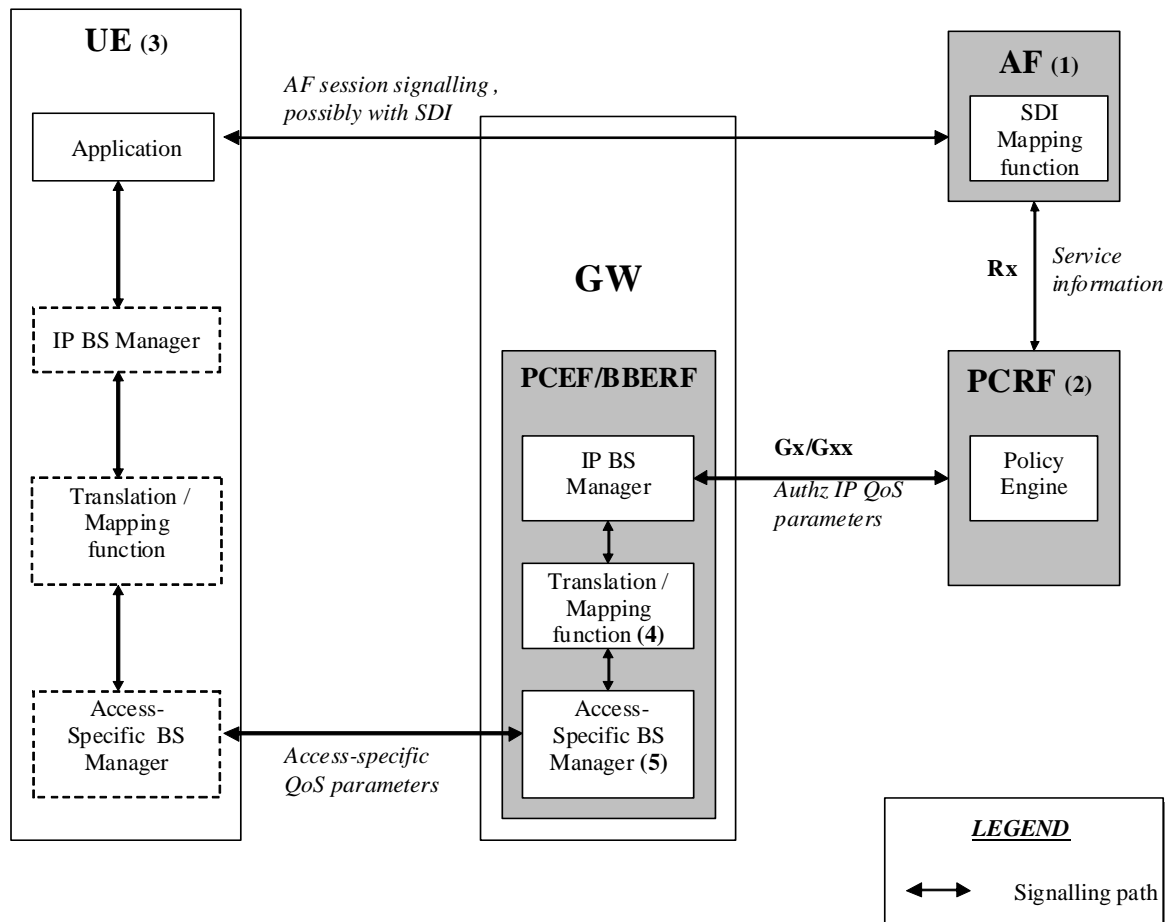 UE (3)
AF (1)
AF session signalling ,
possibly with SDI
SDI
Mapping
function
Application
GW
Rx
Service
information
IP BS Manager
PCEF/BBERF
PCRF (2)
IP BS
Manager
Gx/Gxx
Authz IP QoS
parameters
Policy
Engine
Translation /
Mapping
function
Translation /
Mapping
function (4)
Access-
Specific BS
Manager
Access-specific
QoS parameters
Access-
Specific BS
Manager (5)
LEGEND
Signalling path